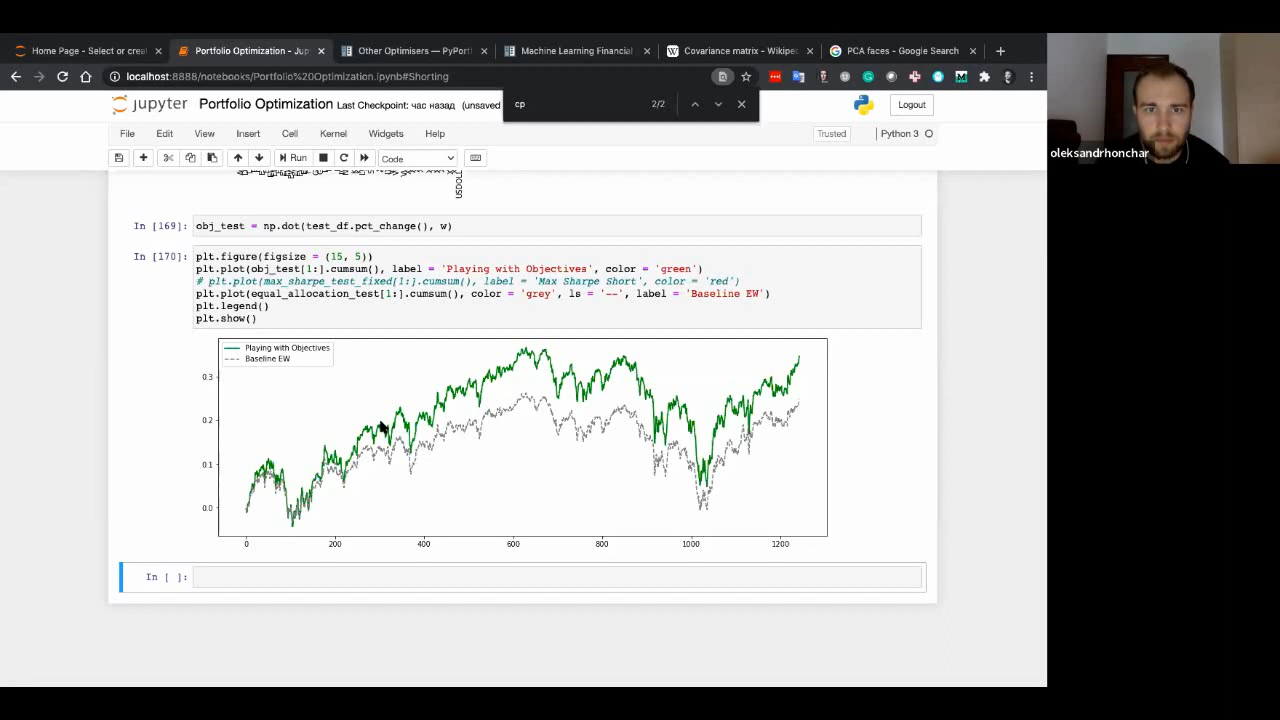 Home Page - Select or crea
Portfolio Optimization - Jup
Other Optimisers — PyPortf
Machine Learning Financial
Covariance matrix - Wikiped
PCA faces - Google Search
localhost:8888/notebooks/Portfolio%20Optimization.ipynb#Shorting
cp 2/2
jupyter Portfolio Optimization Last Checkpoint: час назад (unsaved
Logout
File Edit View Insert Cell Kernel Widgets Help
Trusted Python 3
Run Code
USDOLL
In [169]: obj_test = np.dot(test_df.pct_change(), w)
In [170]: plt.figure(figsize = (15, 5))
plt.plot(obj_test[1:].cumsum(), label = 'Playing with Objectives', color = 'green')
# plt.plot(max_sharpe_test_fixed[1:].cumsum(), label = 'Max Sharpe Short', color = 'red')
plt.plot(equal_allocation_test[1:].cumsum(), color = 'grey', ls = '--', label = 'Baseline EW')
plt.legend()
plt.show()
Playing with Objectives
Baseline EW
0.3
0.2
0.1
0.0
0 200 400 600 800 1000 1200
In [ ]:
oleksandrhonchar